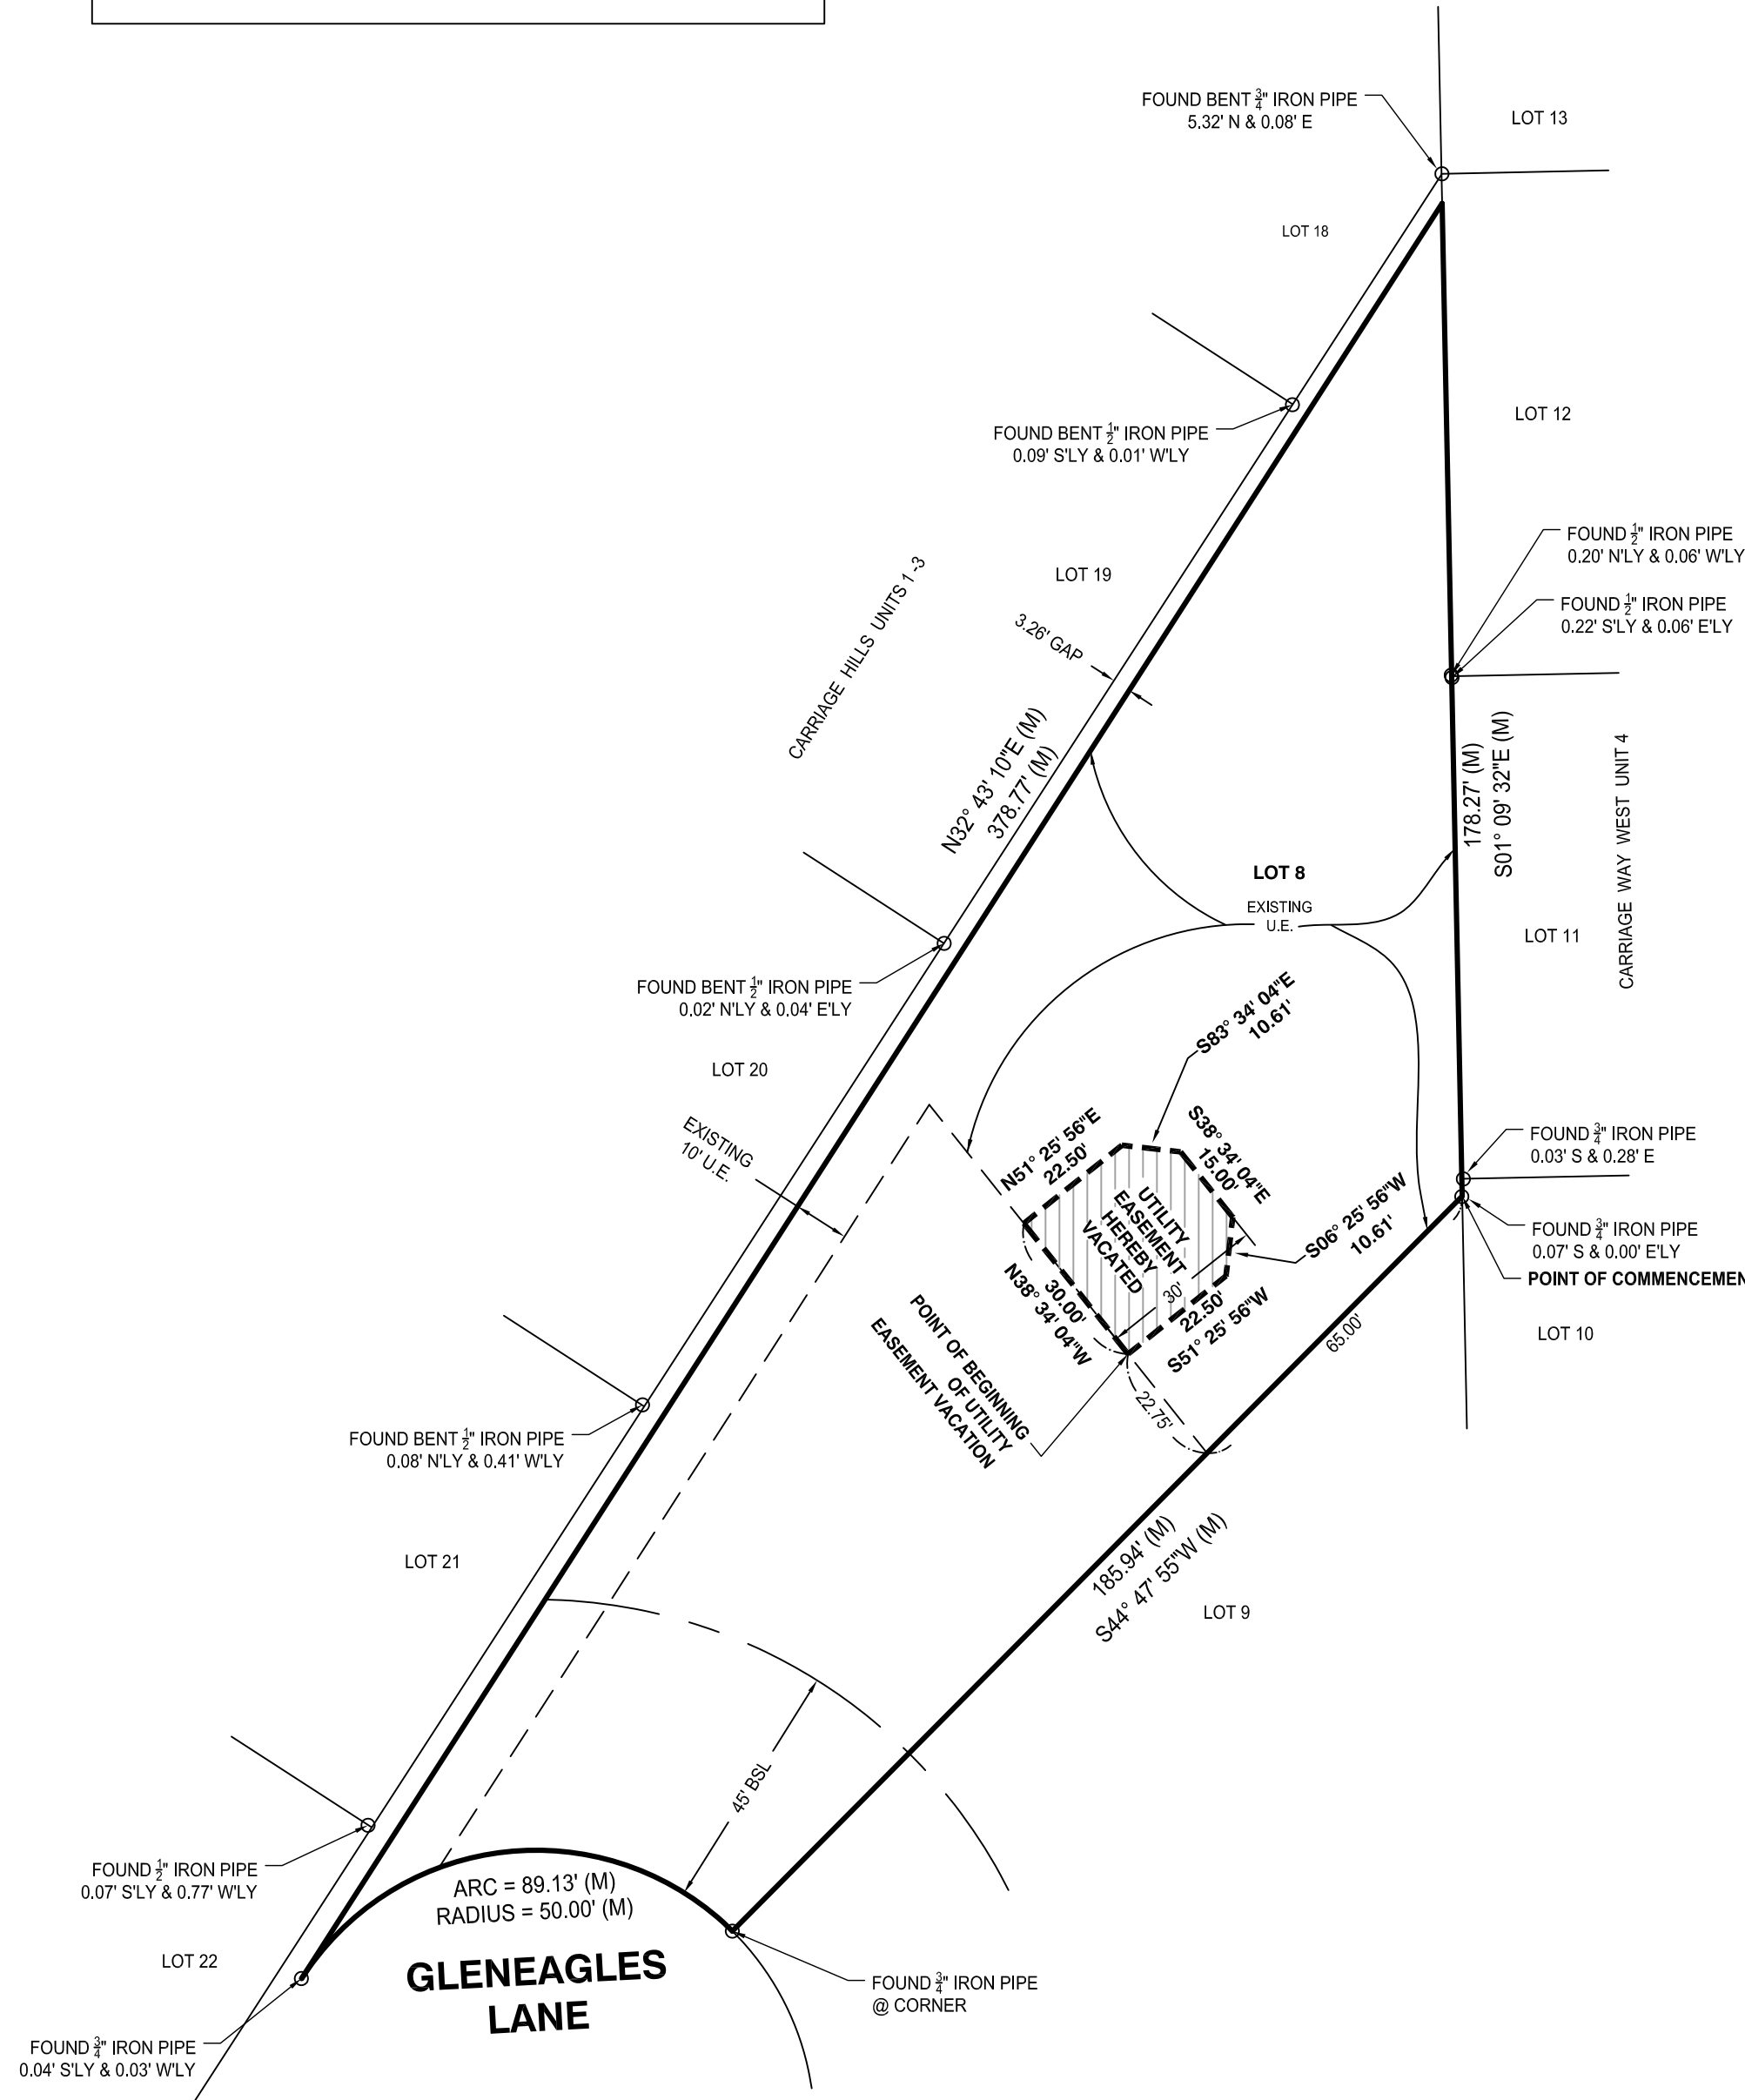 FOUND BENT 3/4" IRON PIPE
5.32' N & 0.08' E
LOT 13
LOT 18
FOUND BENT 1/2" IRON PIPE
0.09' S'LY & 0.01' W'LY
LOT 12
FOUND 1/2" IRON PIPE
0.20' N'LY & 0.06' W'LY
FOUND 1/2" IRON PIPE
0.22' S'LY & 0.06' E'LY
LOT 19
3.26' GAP
CARRIAGE HILLS UNITS 1 -3
N32° 43' 10"E (M)
378.77' (M)
178.27' (M)
S01° 09' 32"E (M)
CARRIAGE WAY WEST UNIT 4
LOT 8
EXISTING
U.E.
LOT 11
FOUND BENT 1/2" IRON PIPE
0.02' N'LY & 0.04' E'LY
S83° 34' 04"E
10.61'
LOT 20
EXISTING
10' U.E.
N51° 25' 56"E
22.50'
S38° 34' 04"E
15.00'
FOUND 3/4" IRON PIPE
0.03' S & 0.28' E
UTILITY
EASEMENT
HEREBY
VACATED
S06° 25' 56"W
10.61'
FOUND 3/4" IRON PIPE
0.07' S & 0.00' E'LY
POINT OF COMMENCEMEN
30'
30.00'
N38° 34' 04"W
22.50'
S51° 25' 56"W
POINT OF BEGINNING
OF UTILITY
EASEMENT VACATION
65.00'
LOT 10
22.75'
FOUND BENT 1/2" IRON PIPE
0.08' N'LY & 0.41' W'LY
LOT 21
185.94' (M)
S44° 47' 55"W (M)
LOT 9
45' BSL
FOUND 1/2" IRON PIPE
0.07' S'LY & 0.77' W'LY
ARC = 89.13' (M)
RADIUS = 50.00' (M)
LOT 22
GLENEAGLES
LANE
FOUND 3/4" IRON PIPE
@ CORNER
FOUND 3/4" IRON PIPE
0.04' S'LY & 0.03' W'LY